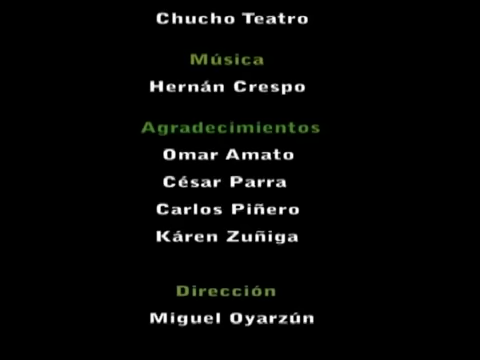 Chucho Teatro
Música
Hernán Crespo
Agradecimientos
Omar Amato
César Parra
Carlos Piñero
Káren Zuñiga
Dirección
Miguel Oyarzún